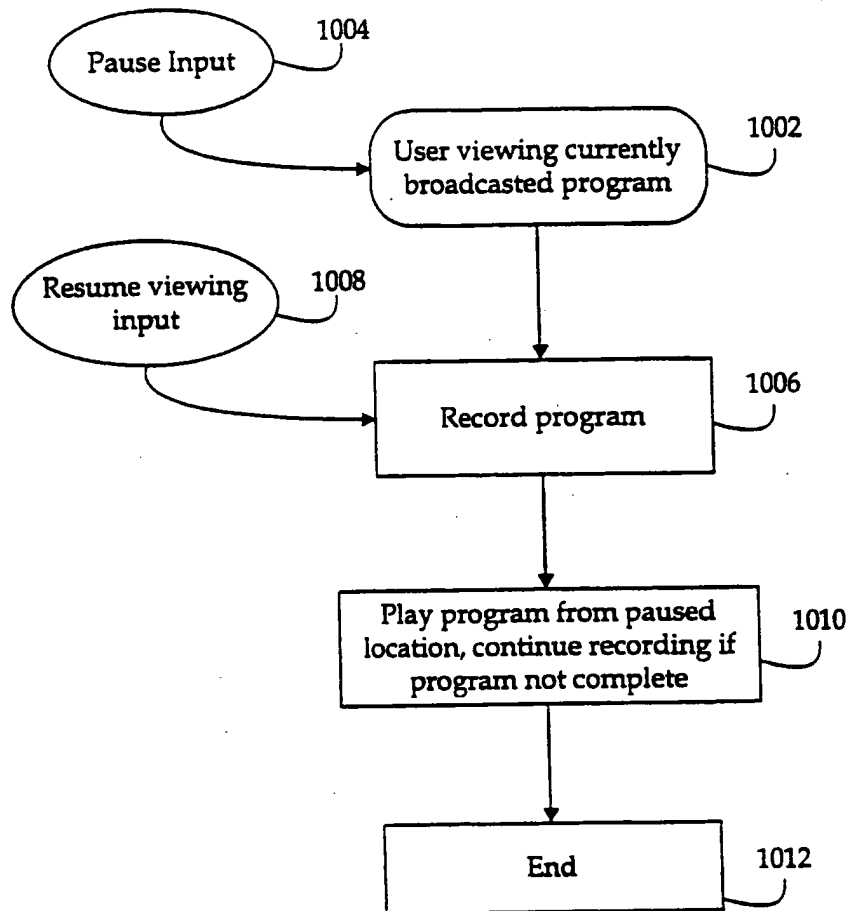 1004
Pause Input
1002
User viewing currently
broadcasted program
1008
Resume viewing
input
1006
Record program
1010
Play program from paused
location, continue recording if
program not complete
End
1012